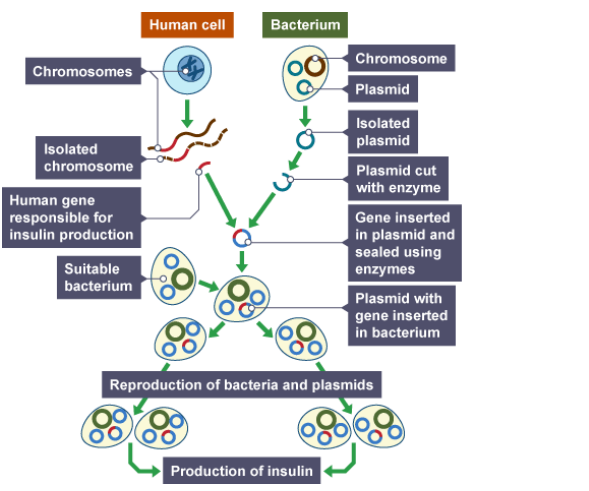 Human cell
Bacterium
Chromosomes
Chromosome
Plasmid
Isolated
plasmid
Isolated
chromosome
Plasmid cut
with enzyme
Human gene
responsible for
insulin production
Gene inserted
in plasmid and
sealed using
enzymes
Suitable
bacterium
Plasmid with
gene inserted
in bacterium
Reproduction of bacteria and plasmids
Production of insulin